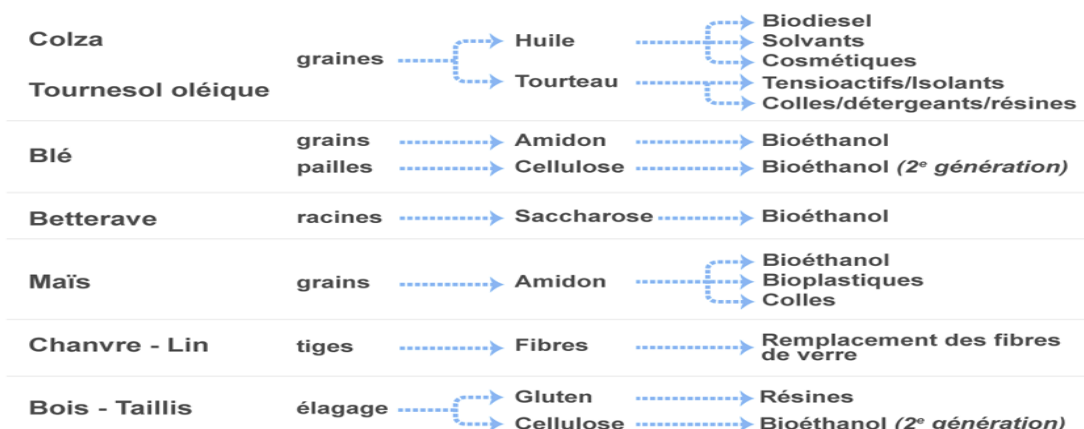 Colza
Tournesol oléique
graines
Huile
Tourteau
Biodiesel
Solvants
Cosmétiques
Tensioactifs/Isolants
Colles/détergeants/résines
Blé
grains
Amidon
Bioéthanol
pailles
Cellulose
Bioéthanol (2e génération)
Betterave
racines
Saccharose
Bioéthanol
Maïs
grains
Amidon
Bioéthanol
Bioplastiques
Colles
Chanvre - Lin
tiges
Fibres
Remplacement des fibres
de verre
Bois - Taillis
élagage
Gluten
Résines
Cellulose
Bioéthanol (2e génération)